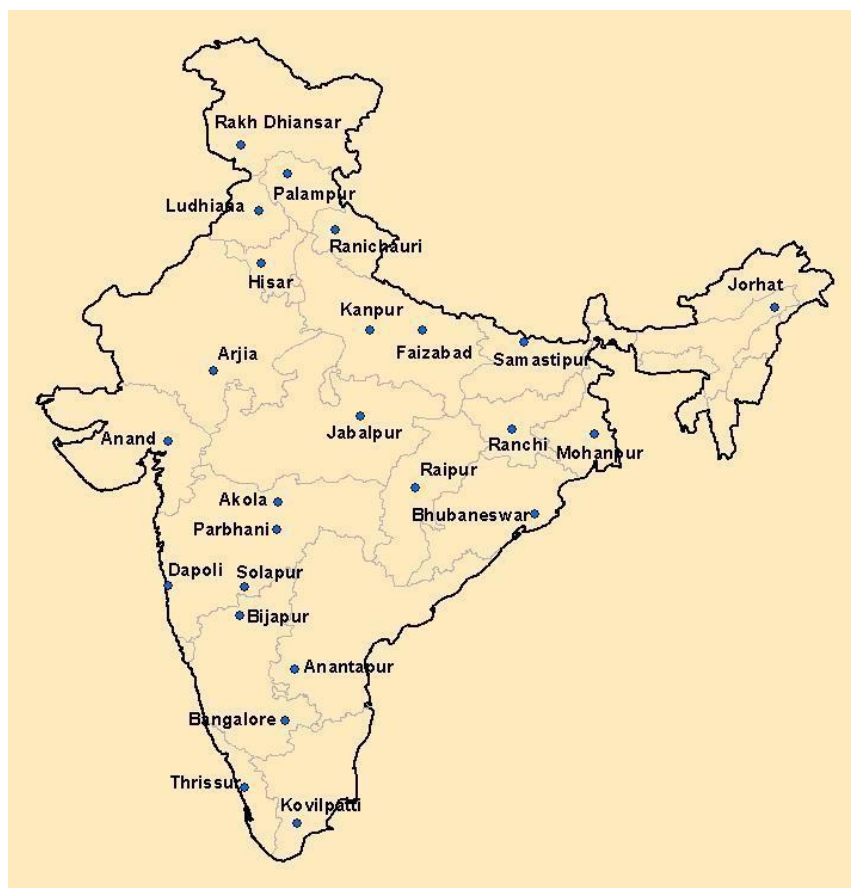 Rakh Dhiansar
Palampur
Ludhiana
Ranichauri
Hisar
Jorhat
Kanpur
Faizabad
Samastipur
Arjia
Jabalpur
Anand
Ranchi
Mohanpur
Raipur
Akola
Bhubaneswar
Parbhani
Dapoli
Solapur
Bijapur
Anantapur
Bangalore
Thrissur
Kovilpatti